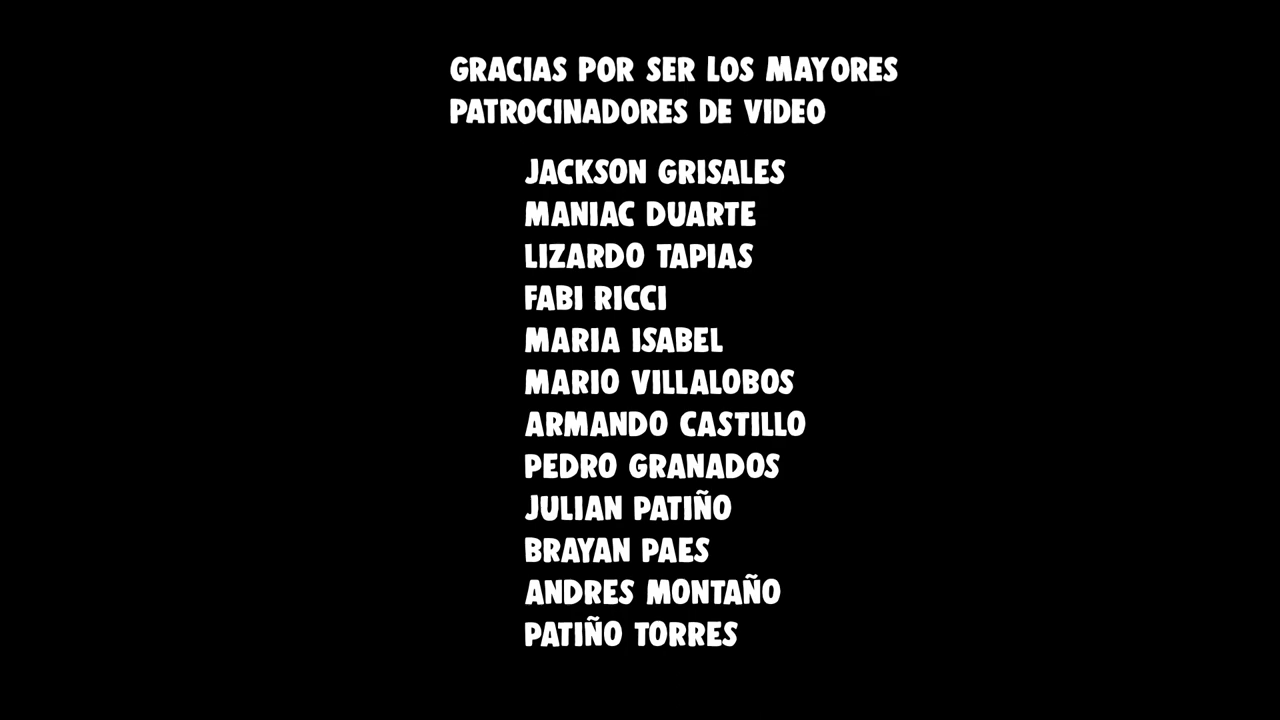 GRACIAS POR SER LOS MAYORES
PATROCINADORES DE VIDEO
JACKSON GRISALES
MANIAC DUARTE
LIZARDO TAPIAS
FABI RICCI
MARIA ISABEL
MARIO VILLALOBOS
ARMANDO CASTILLO
PEDRO GRANADOS
JULIAN PATIÑO
BRAYAN PAES
ANDRES MONTAÑO
PATIÑO TORRES